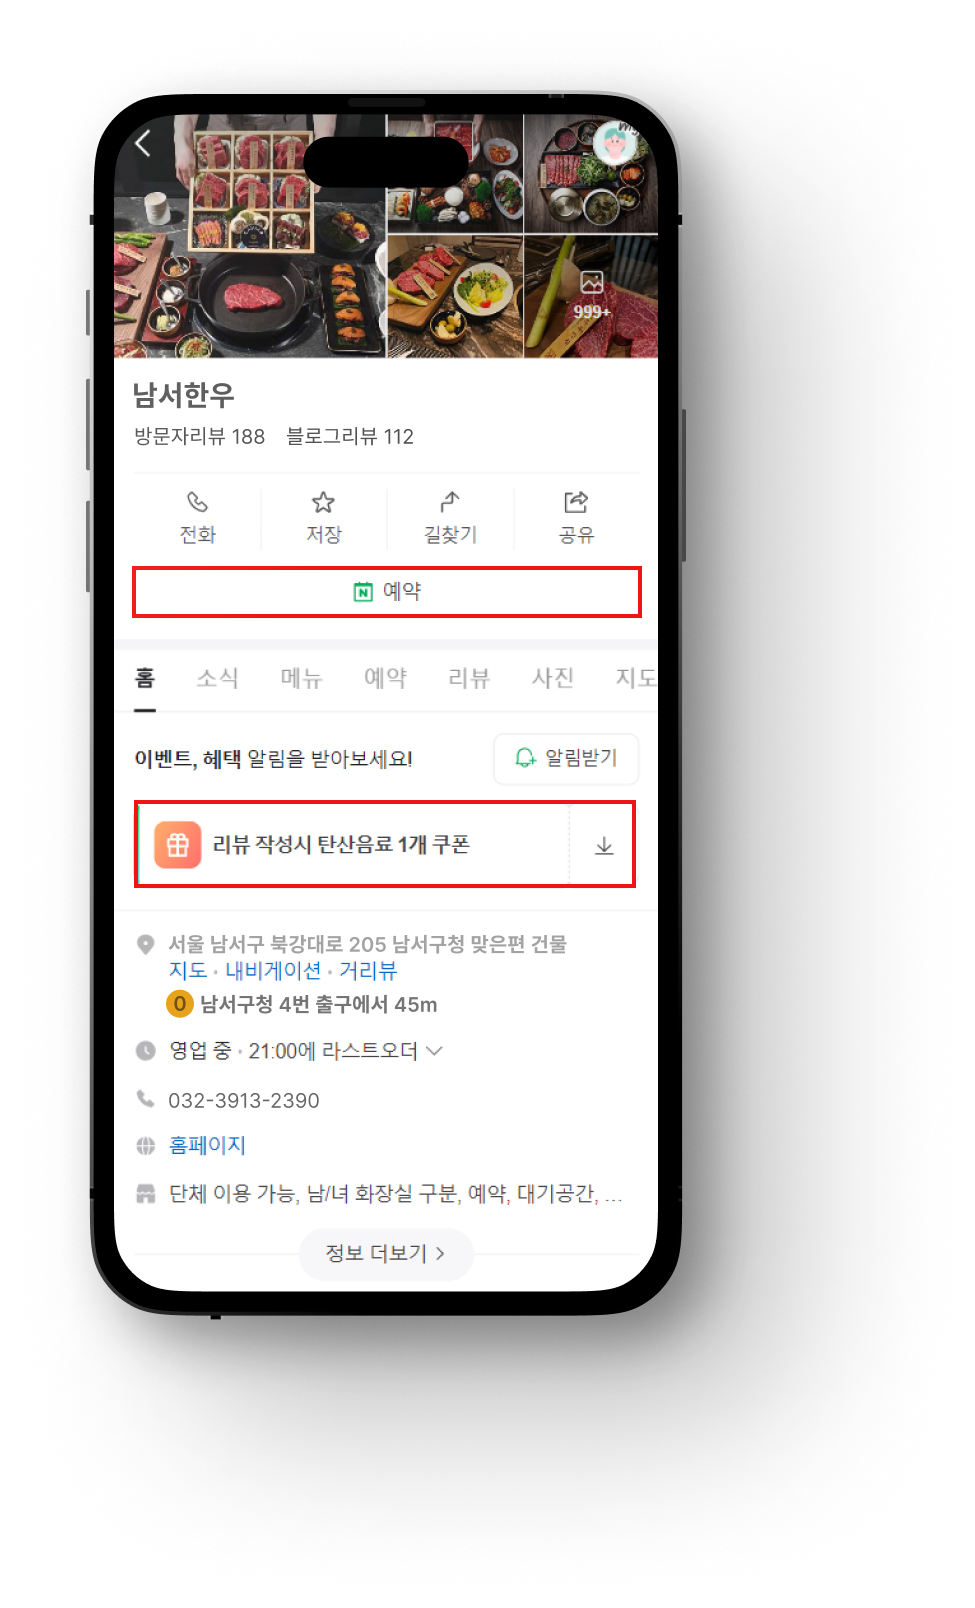 999+
남서한우
방문자리뷰 188 블로그리뷰 112
전화 저장 길찾기 공유
N 예약
홈 소식 메뉴 예약 리뷰 사진 지도
이벤트, 혜택 알림을 받아보세요! 알림받기
리뷰 작성시 탄산음료 1개 쿠폰
서울 남서구 북강대로 205 남서구청 맞은편 건물
지도 · 내비게이션 · 거리뷰
0 남서구청 4번 출구에서 45m
영업 중 · 21:00에 라스트오더
032-3913-2390
홈페이지
단체 이용 가능, 남/녀 화장실 구분, 예약, 대기공간, ...
정보 더보기 >